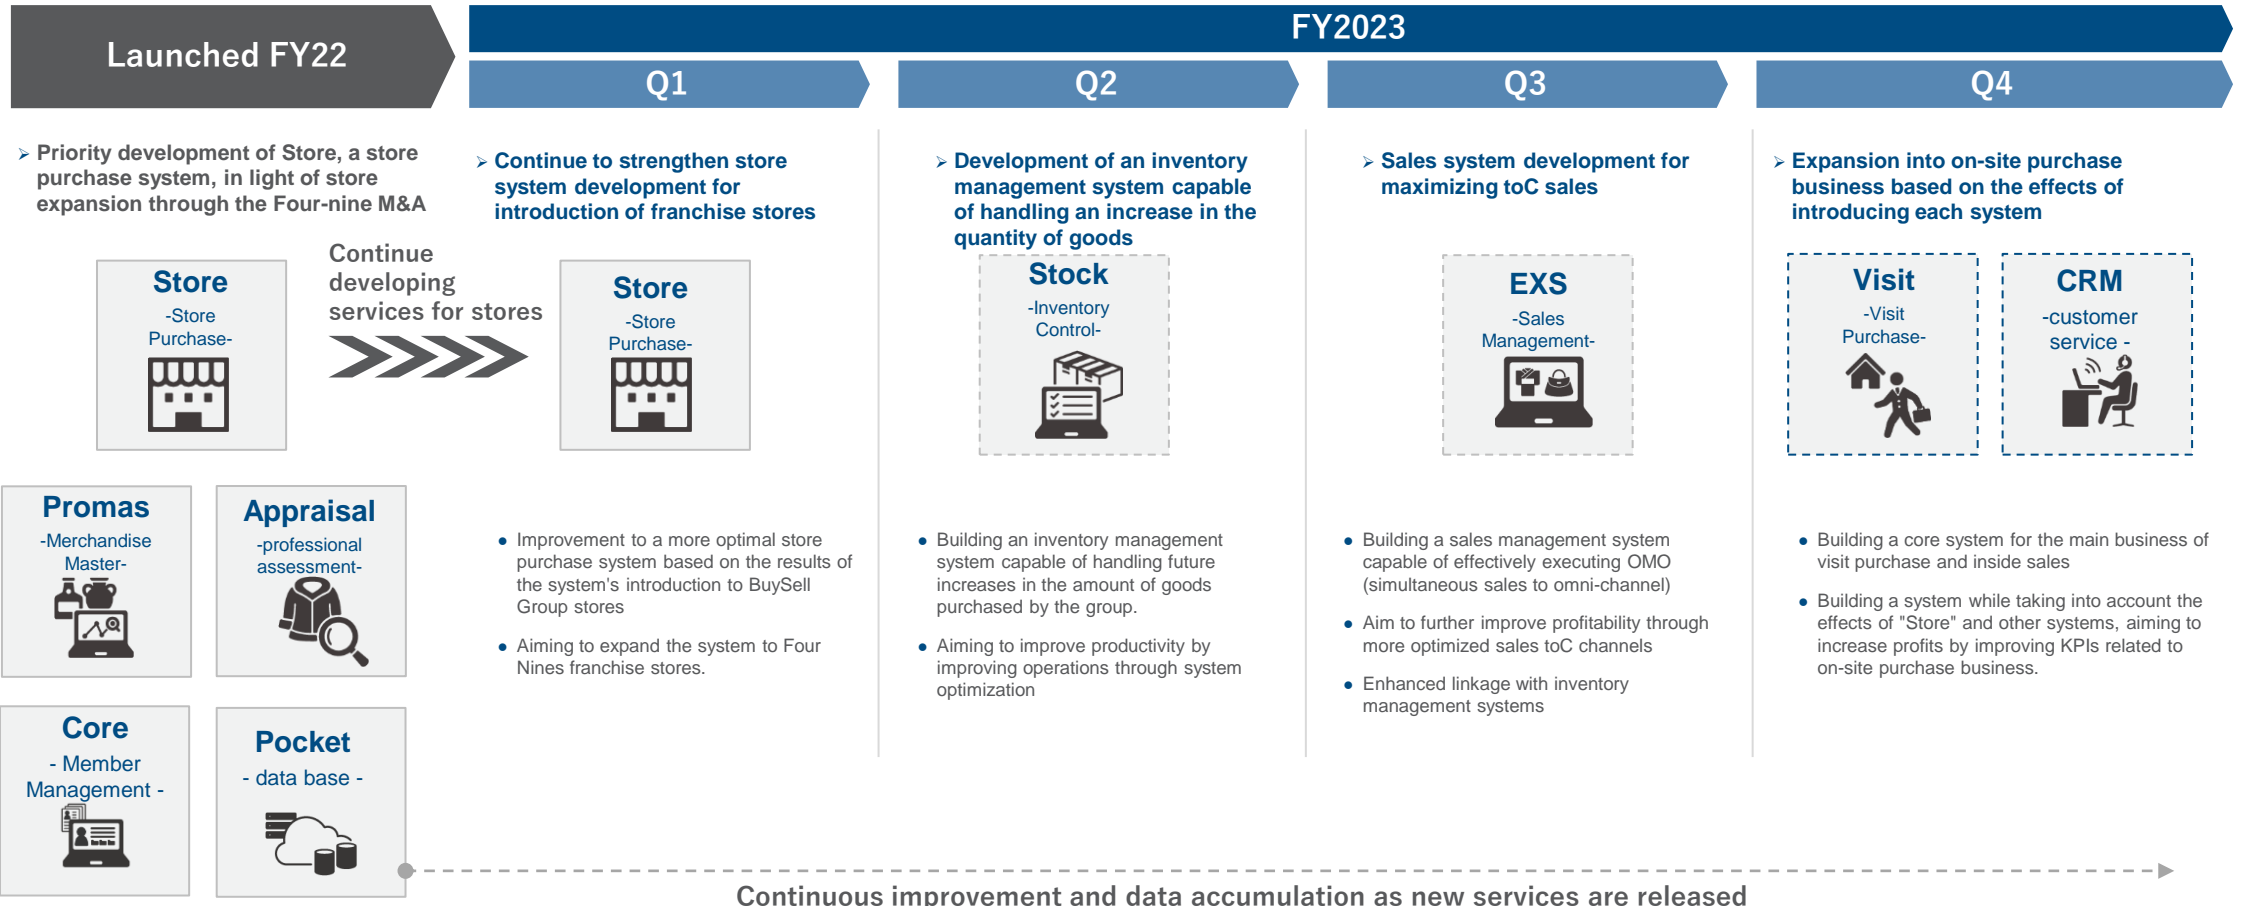 Launched FY22
FY2023
Q1
Q2
Q3
Q4
➢ Priority development of Store, a store
purchase system, in light of store
expansion through the Four-nine M&A
➢ Continue to strengthen store
system development for
introduction of franchise stores
➢ Development of an inventory
management system capable
of handling an increase in the
quantity of goods
➢ Sales system development for
maximizing toC sales
➢ Expansion into on-site purchase
business based on the effects of
introducing each system
Store
-Store
Purchase-
Continue
developing
services for stores
Store
-Store
Purchase-
Stock
-Inventory
Control-
EXS
-Sales
Management-
Visit
-Visit
Purchase-
CRM
-customer
service -
Promas
-Merchandise
Master-
Appraisal
-professional
assessment-
Core
- Member
Management -
Pocket
- data base -
● Improvement to a more optimal store
purchase system based on the results of
the system's introduction to BuySell
Group stores
● Aiming to expand the system to Four
Nines franchise stores.
● Building an inventory management
system capable of handling future
increases in the amount of goods
purchased by the group.
● Aiming to improve productivity by
improving operations through system
optimization
● Building a sales management system
capable of effectively executing OMO
(simultaneous sales to omni-channel)
● Aim to further improve profitability through
more optimized sales toC channels
● Enhanced linkage with inventory
management systems
● Building a core system for the main business of
visit purchase and inside sales
● Building a system while taking into account the
effects of "Store" and other systems, aiming to
increase profits by improving KPIs related to
on-site purchase business.
Continuous improvement and data accumulation as new services are released